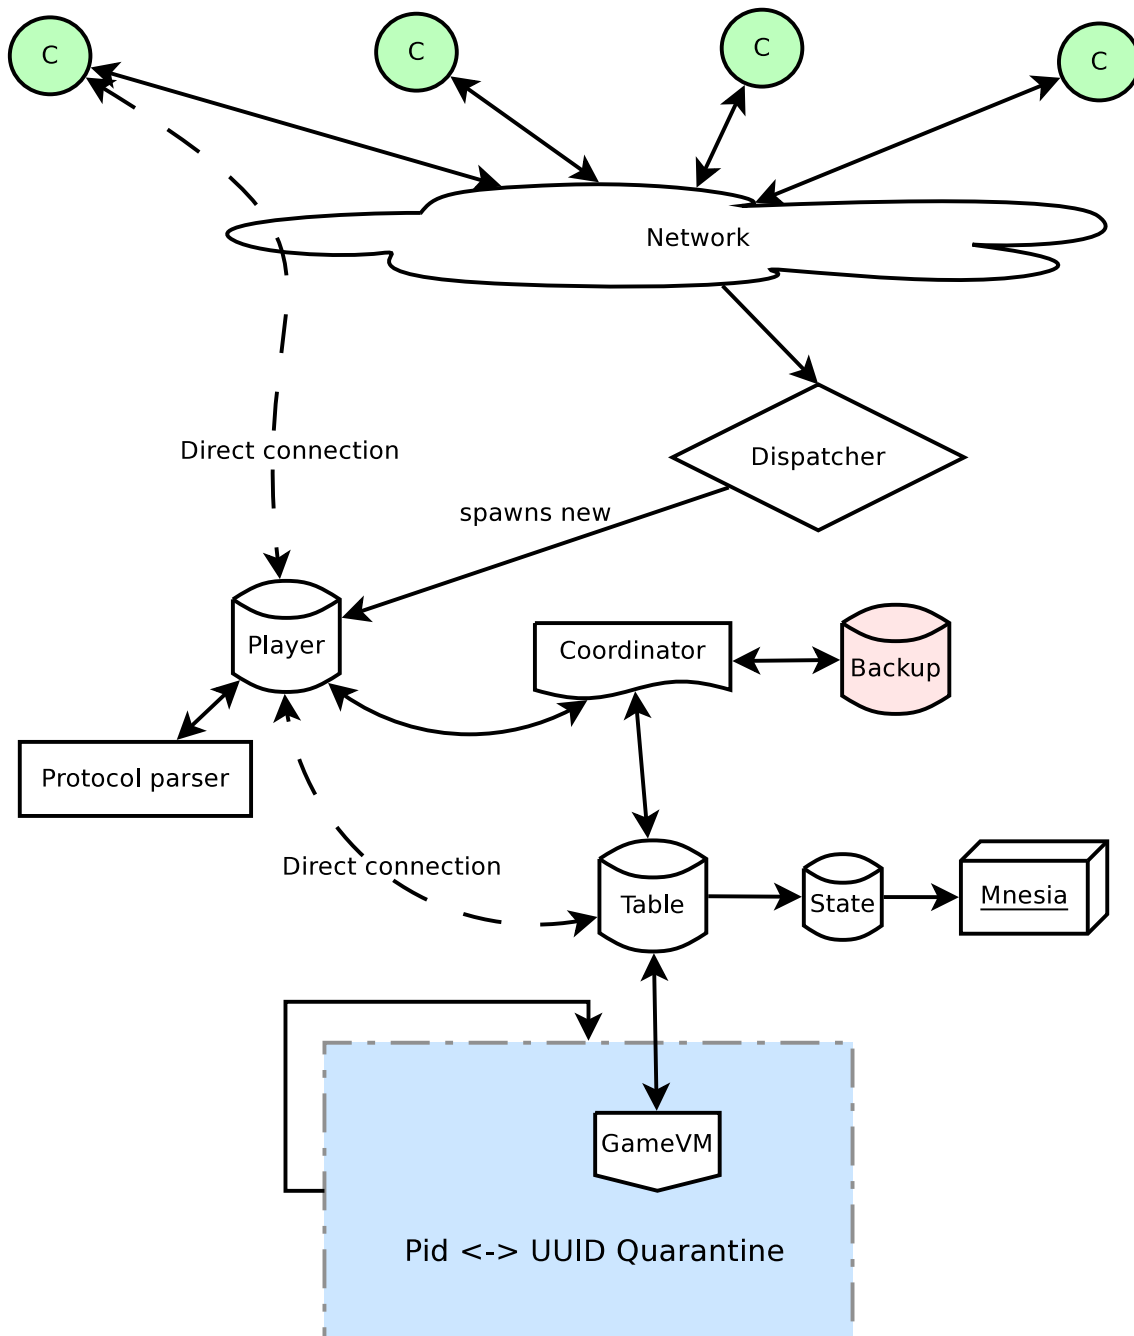 C
C
C
C
Network
Direct connection
Dispatcher
spawns new
Player
Coordinator
Backup
Protocol parser
Direct connection
Table
State
Mnesia
GameVM
Pid <-> UUID Quarantine